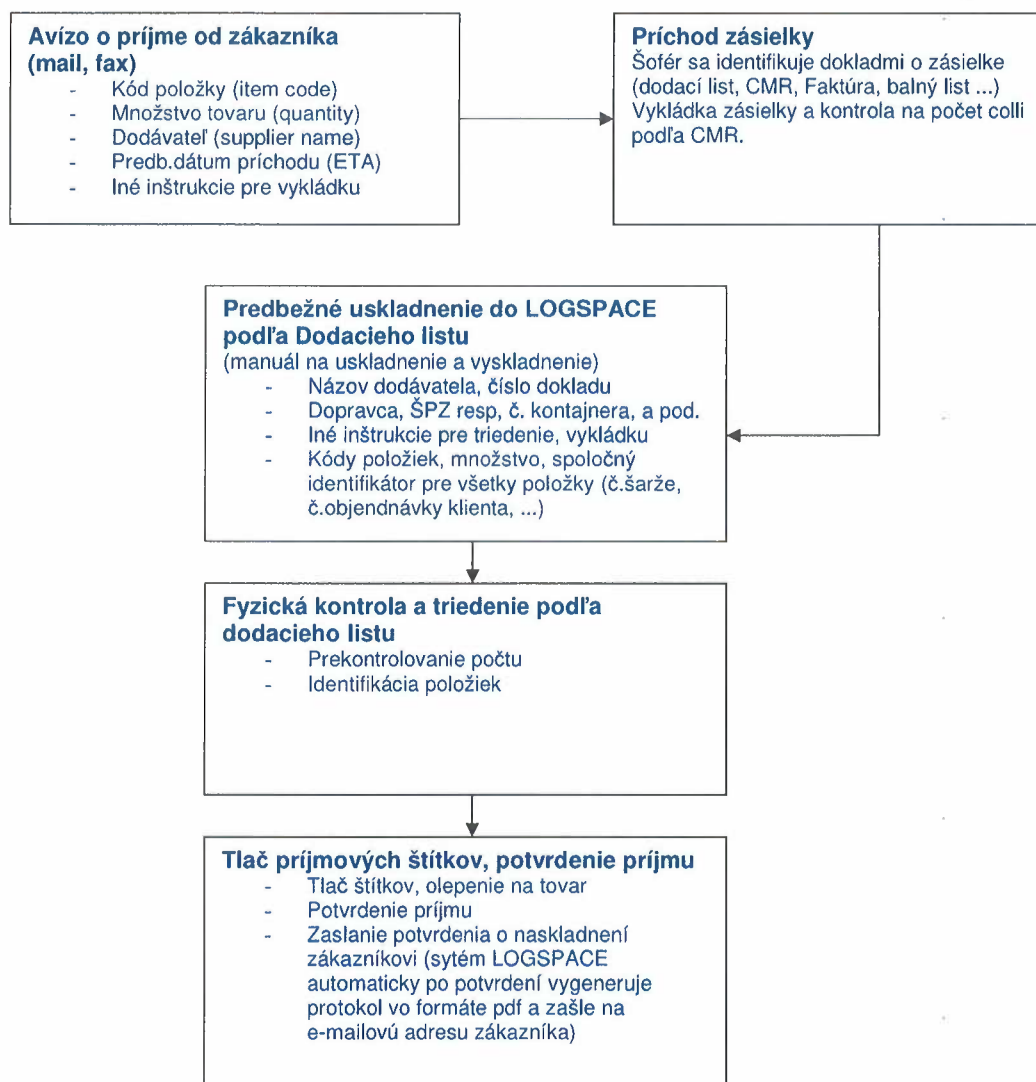 Avízo o príjme od zákazníka
(mail, fax)
- Kód položky (item code)
- Množstvo tovaru (quantity)
- Dodávateľ (supplier name)
- Predb.dátum príchodu (ETA)
- Iné inštrukcie pre vykládku
Príchod zásielky
Šofér sa identifikuje dokladmi o zásielke
(dodací list, CMR, Faktúra, balný list ...)
Vykládka zásielky a kontrola na počet colli
podľa CMR.
Predbežné uskladnenie do LOGSPACE
podľa Dodacieho listu
(manuál na uskladnenie a vyskladnenie)
- Názov dodávatela, číslo dokladu
- Dopravca, ŠPZ resp, č. kontajnera, a pod.
- Iné inštrukcie pre triedenie, vykládku
- Kódy položiek, množstvo, spoločný
identifikátor pre všetky položky (č.šarže,
č.objendnávky klienta, ...)
Fyzická kontrola a triedenie podľa
dodacieho listu
- Prekontrolovanie počtu
- Identifikácia položiek
Tlač príjmových štítkov, potvrdenie príjmu
- Tlač štítkov, olepenie na tovar
- Potvrdenie príjmu
- Zaslanie potvrdenia o naskladnení
zákazníkovi (sytém LOGSPACE
automaticky po potvrdení vygeneruje
protokol vo formáte pdf a zašle na
e-mailovú adresu zákazníka)